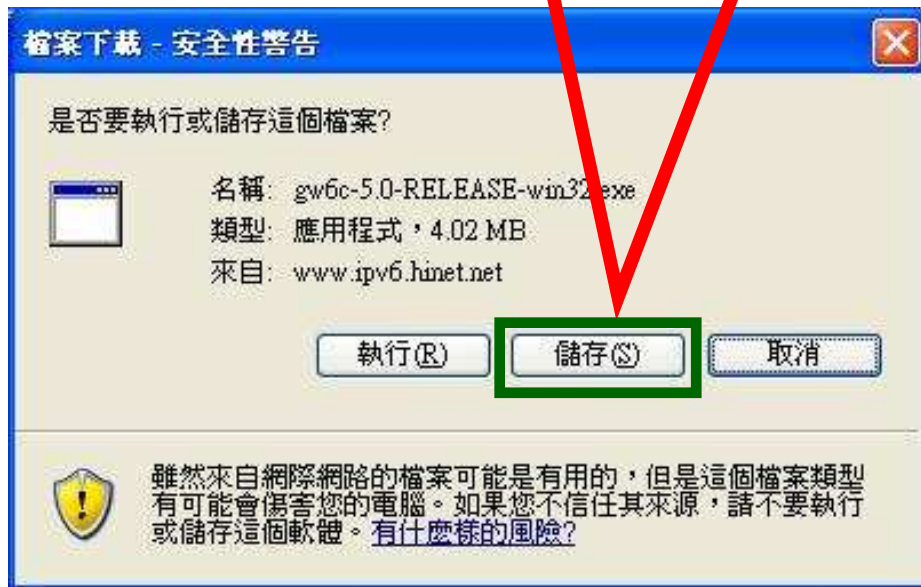 檔案下載 - 安全性警告
是否要執行或儲存這個檔案?
名稱: gw6c-5.0-RELEASE-win32.exe
類型: 應用程式，4.02 MB
來自: www.ipv6.hinet.net
執行(R) 儲存(S) 取消
雖然來自網際網路的檔案可能是有用的，但是這個檔案類型
有可能會傷害您的電腦。如果您不信任其來源，請不要執行
或儲存這個軟體。有什麼樣的風險?